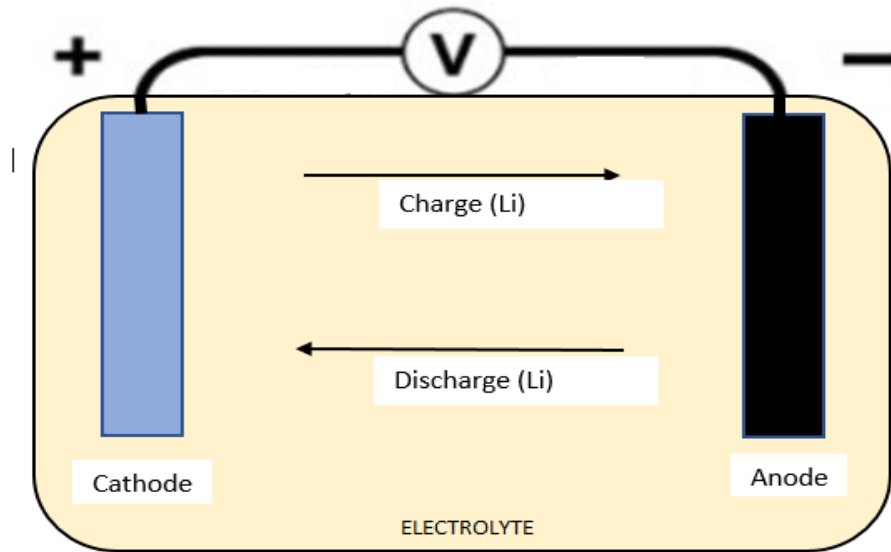 + V −
Charge (Li)
Discharge (Li)
Cathode
Anode
ELECTROLYTE